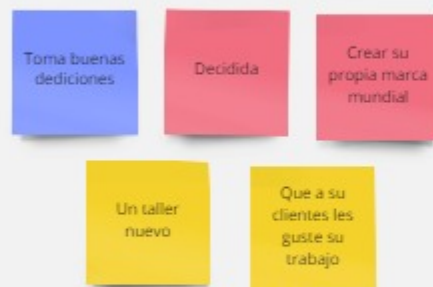 Toma buenas
dediciones
Decidida
Crear su
propia marca
mundial
Un taller
nuevo
Que a su
clientes les
guste su
trabajo